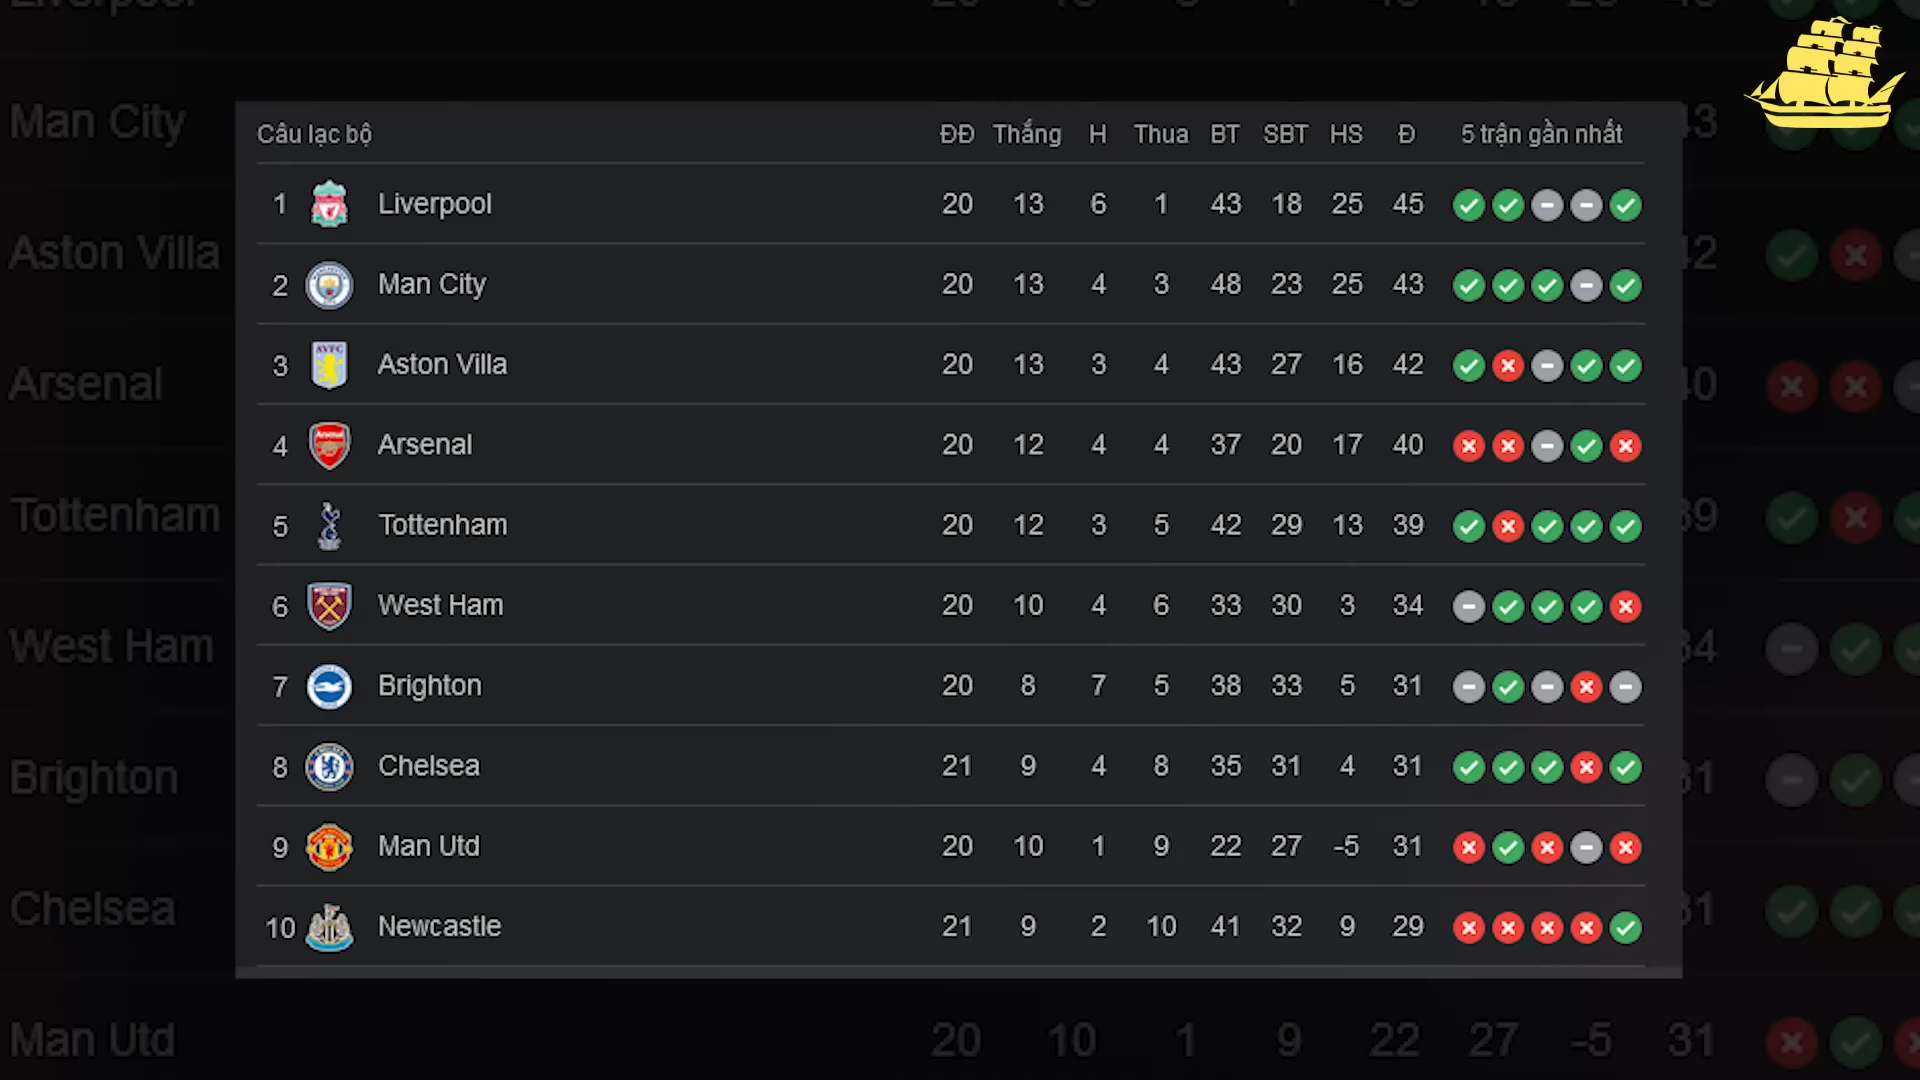 Câu lạc bộ ĐĐ Thắng H Thua BT SBT HS Đ 5 trận gần nhất
1 Liverpool 20 13 6 1 43 18 25 45
2 Man City 20 13 4 3 48 23 25 43
3 Aston Villa 20 13 3 4 43 27 16 42
4 Arsenal 20 12 4 4 37 20 17 40
5 Tottenham 20 12 3 5 42 29 13 39
6 West Ham 20 10 4 6 33 30 3 34
7 Brighton 20 8 7 5 38 33 5 31
8 Chelsea 21 9 4 8 35 31 4 31
9 Man Utd 20 10 1 9 22 27 -5 31
10 Newcastle 21 9 2 10 41 32 9 29
Man City
Aston Villa
Arsenal
Tottenham
West Ham
Brighton
Chelsea
Man Utd 20 10 1 9 22 27 -5 31